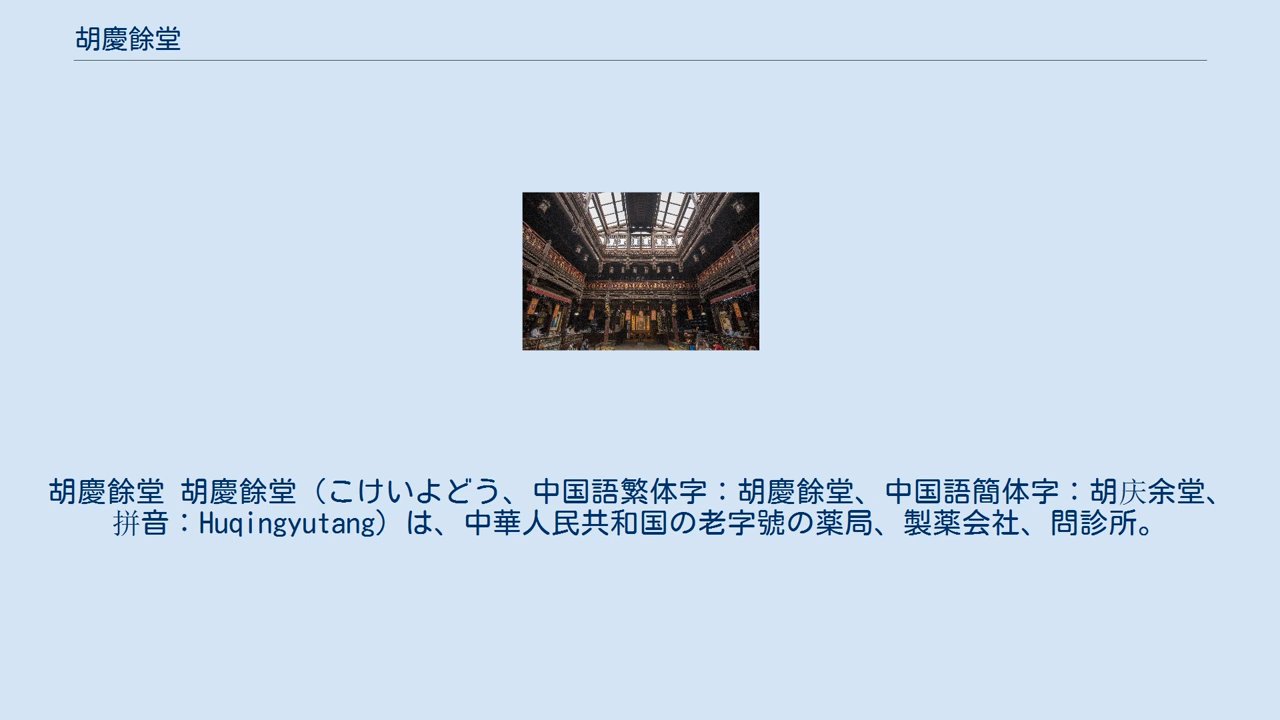 胡慶餘堂
胡慶餘堂 胡慶餘堂（こけいよどう、中国語繁体字：胡慶餘堂、中国語簡体字：胡庆余堂、
拼音：Huqingyutang）は、中華人民共和国の老字號の薬局、製薬会社、問診所。